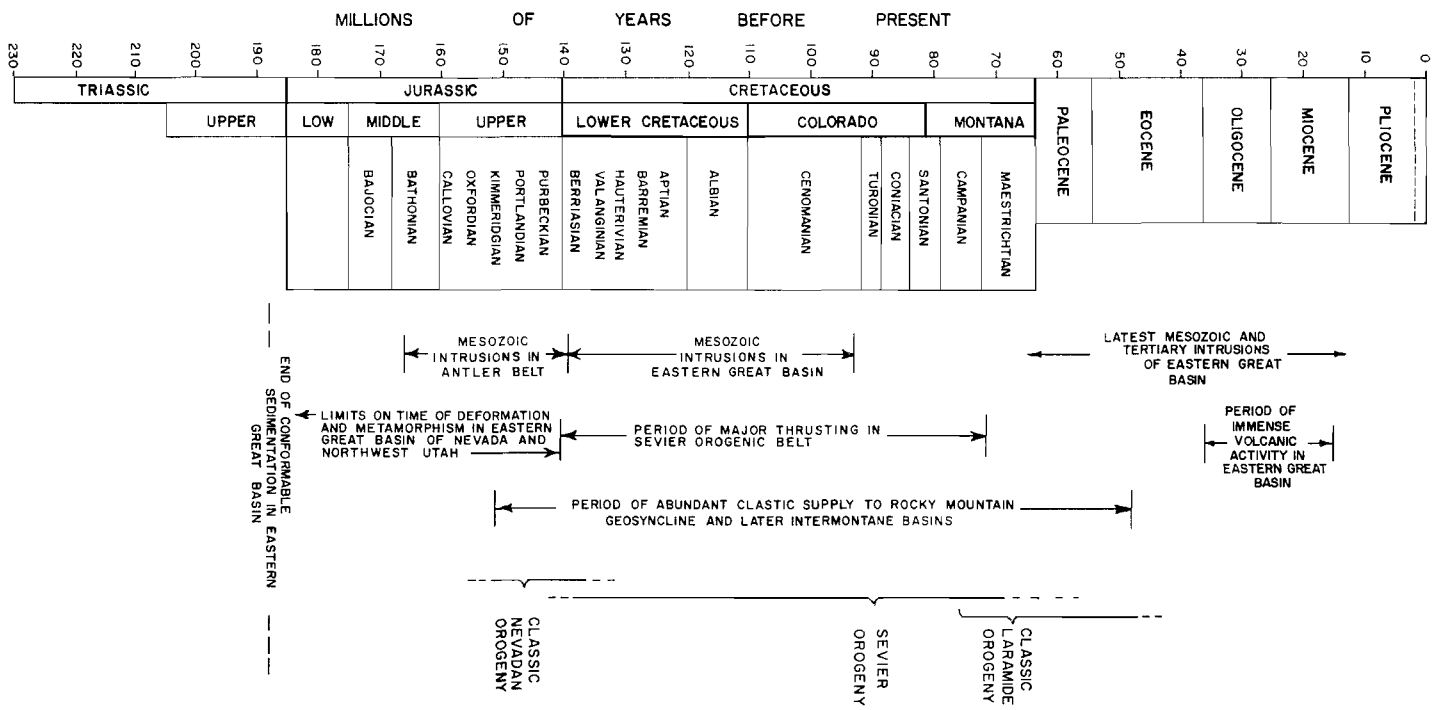 MILLIONS OF YEARS BEFORE PRESENT
230 220 210 200 190 180 170 160 150 140 130 120 110 100 90 80 70 60 50 40 30 20 10 0
TRIASSIC JURASSIC CRETACEOUS
UPPER LOW MIDDLE UPPER LOWER CRETACEOUS COLORADO MONTANA
PALEOCENE
EOCENE
OLIGOCENE
MIOCENE
PLIOCENE
BAJOCIAN
BATHONIAN
CALLOVIAN
OXFORDIAN
KIMMERIDGIAN
PORTLANDIAN
PURBECKIAN
BERRIASIAN
VALANGINIAN
HAUTERIVIAN
BARREMIAN
APTIAN
ALBIAN
CENOMANIAN
TURONIAN
CONIACIAN
SANTONIAN
CAMPANIAN
MAESTRICHTIAN
MESOZOIC
INTRUSIONS IN
ANTLER BELT
MESOZOIC
INTRUSIONS IN
EASTERN GREAT BASIN
LATEST MESOZOIC AND
TERTIARY INTRUSIONS
OF EASTERN GREAT
BASIN
END OF CONFORMABLE
SEDIMENTATION IN EASTERN
GREAT BASIN
LIMITS ON TIME OF DEFORMATION
AND METAMORPHISM IN EASTERN
GREAT BASIN OF NEVADA AND
NORTHWEST UTAH
PERIOD OF MAJOR THRUSTING IN
SEVIER OROGENIC BELT
PERIOD OF
IMMENSE
VOLCANIC
ACTIVITY IN
EASTERN GREAT
BASIN
PERIOD OF ABUNDANT CLASTIC SUPPLY TO ROCKY MOUNTAIN
GEOSYNCLINE AND LATER INTERMONTANE BASINS
CLASSIC
NEVADAN
OROGENY
SEVIER
OROGENY
CLASSIC
LARAMIDE
OROGENY